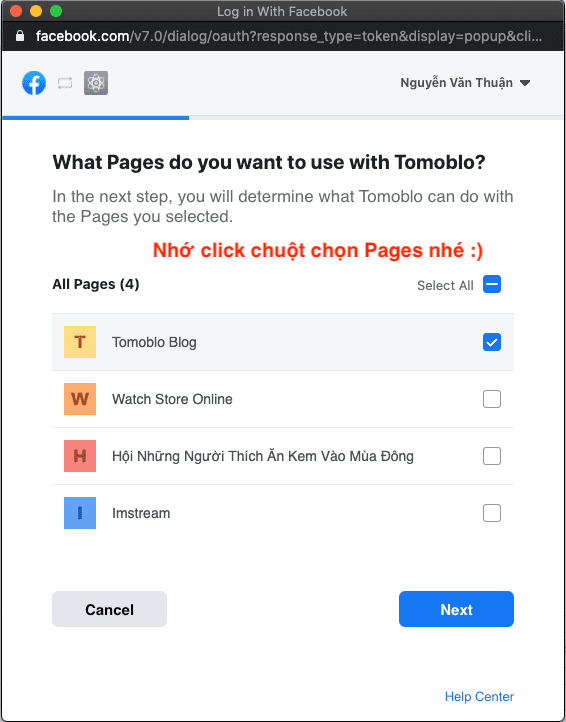 Log in With Facebook
facebook.com/v7.0/dialog/oauth?response_type=token&display=popup&cli...
Nguyễn Văn Thuận
What Pages do you want to use with Tomoblo?
In the next step, you will determine what Tomoblo can do with
the Pages you selected.
Nhớ click chuột chọn Pages nhé :)
All Pages (4)
Select All
T
Tomoblo Blog
W
Watch Store Online
H
Hội Những Người Thích Ăn Kem Vào Mùa Đông
I
Imstream
Cancel
Next
Help Center